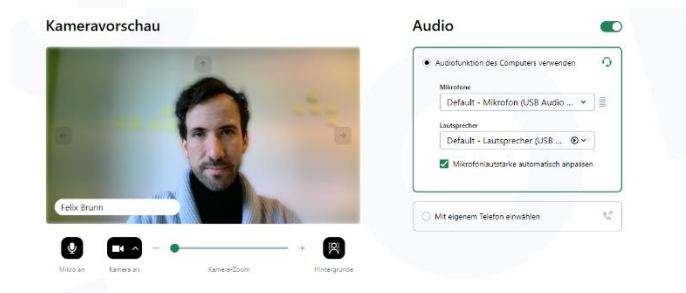 Kameravorschau
Felix Brunn
Mikro an
Kamera an
Kamera-Zoom
Hintergründe
Audio
Audiofunktion des Computers verwenden
Mikrofone
Default - Mikrofon (USB Audio ...
Lautsprecher
Default - Lautsprecher (USB ...
Mikrofonlautstärke automatisch anpassen
Mit eigenem Telefon einwählen